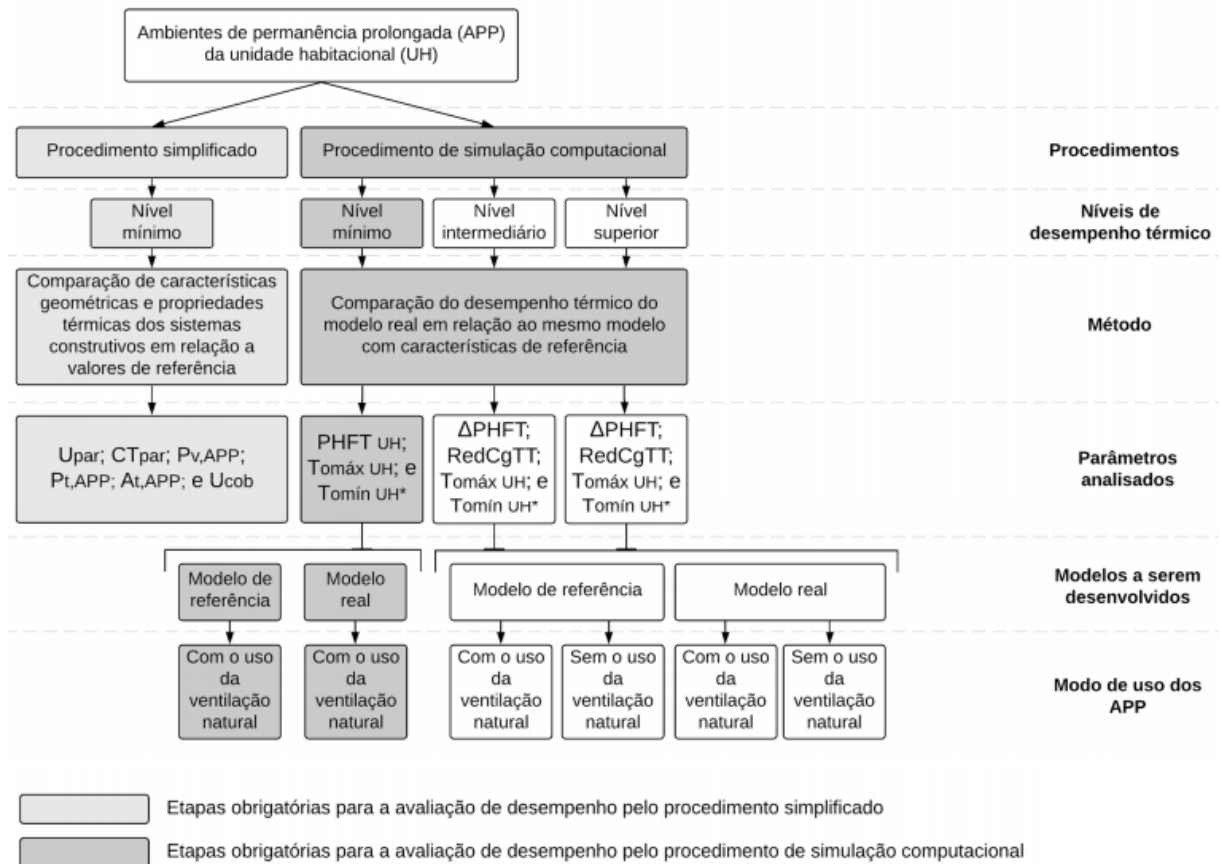 Ambientes de permanência prolongada (APP)
da unidade habitacional (UH)
Procedimento simplificado
Procedimento de simulação computacional
Procedimentos
Nível
mínimo
Nível
mínimo
Nível
intermediário
Nível
superior
Níveis de
desempenho térmico
Comparação de características
geométricas e propriedades
térmicas dos sistemas
construtivos em relação a
valores de referência
Comparação do desempenho térmico do
modelo real em relação ao mesmo modelo
com características de referência
Método
Upar; CTpar; Pv,APP;
Pt,APP; At,APP; e Ucob
PHFT UH;
Tomáx UH; e
Tomín UH*
ΔPHFT;
RedCgTT;
Tomáx UH; e
Tomín UH*
ΔPHFT;
RedCgTT;
Tomáx UH; e
Tomín UH*
Parâmetros
analisados
Modelo de
referência
Modelo
real
Modelo de referência
Modelo real
Modelos a serem
desenvolvidos
Com o uso
da
ventilação
natural
Com o uso
da
ventilação
natural
Com o uso
da
ventilação
natural
Sem o uso
da
ventilação
natural
Com o uso
da
ventilação
natural
Sem o uso
da
ventilação
natural
Modo de uso dos
APP
Etapas obrigatórias para a avaliação de desempenho pelo procedimento simplificado
Etapas obrigatórias para a avaliação de desempenho pelo procedimento de simulação computacional